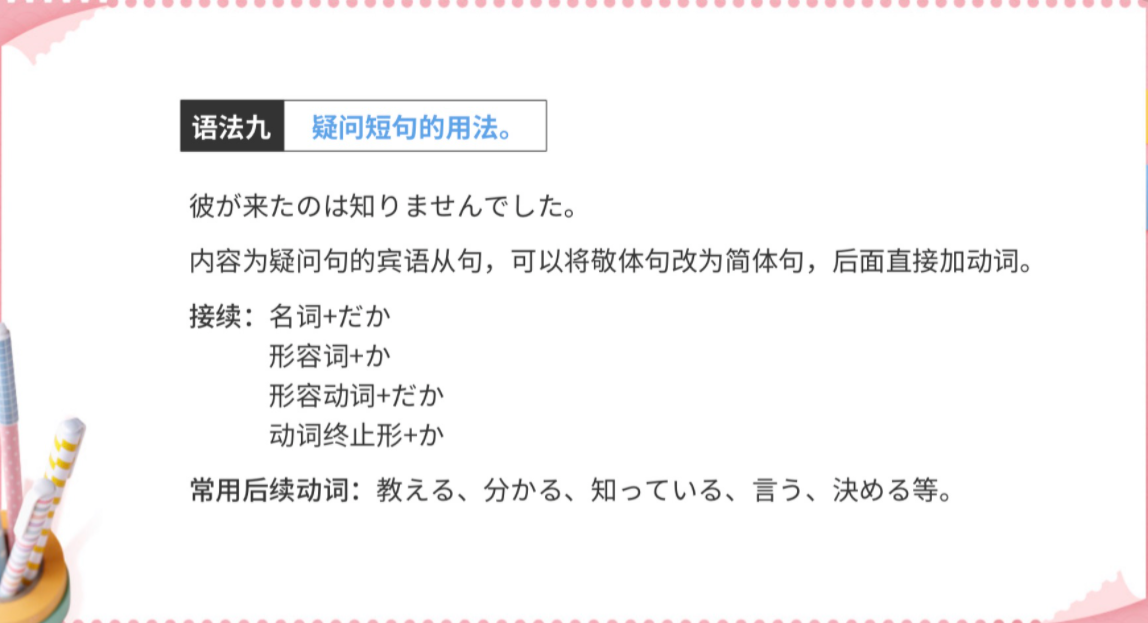 语法九 疑问短句的用法。
彼が来たのは知りませんでした。
内容为疑问句的宾语从句，可以将敬体句改为简体句，后面直接加动词。
接续：名词+だか
形容词+か
形容动词+だか
动词终止形+か
常用后续动词：教える、分かる、知っている、言う、決める等。